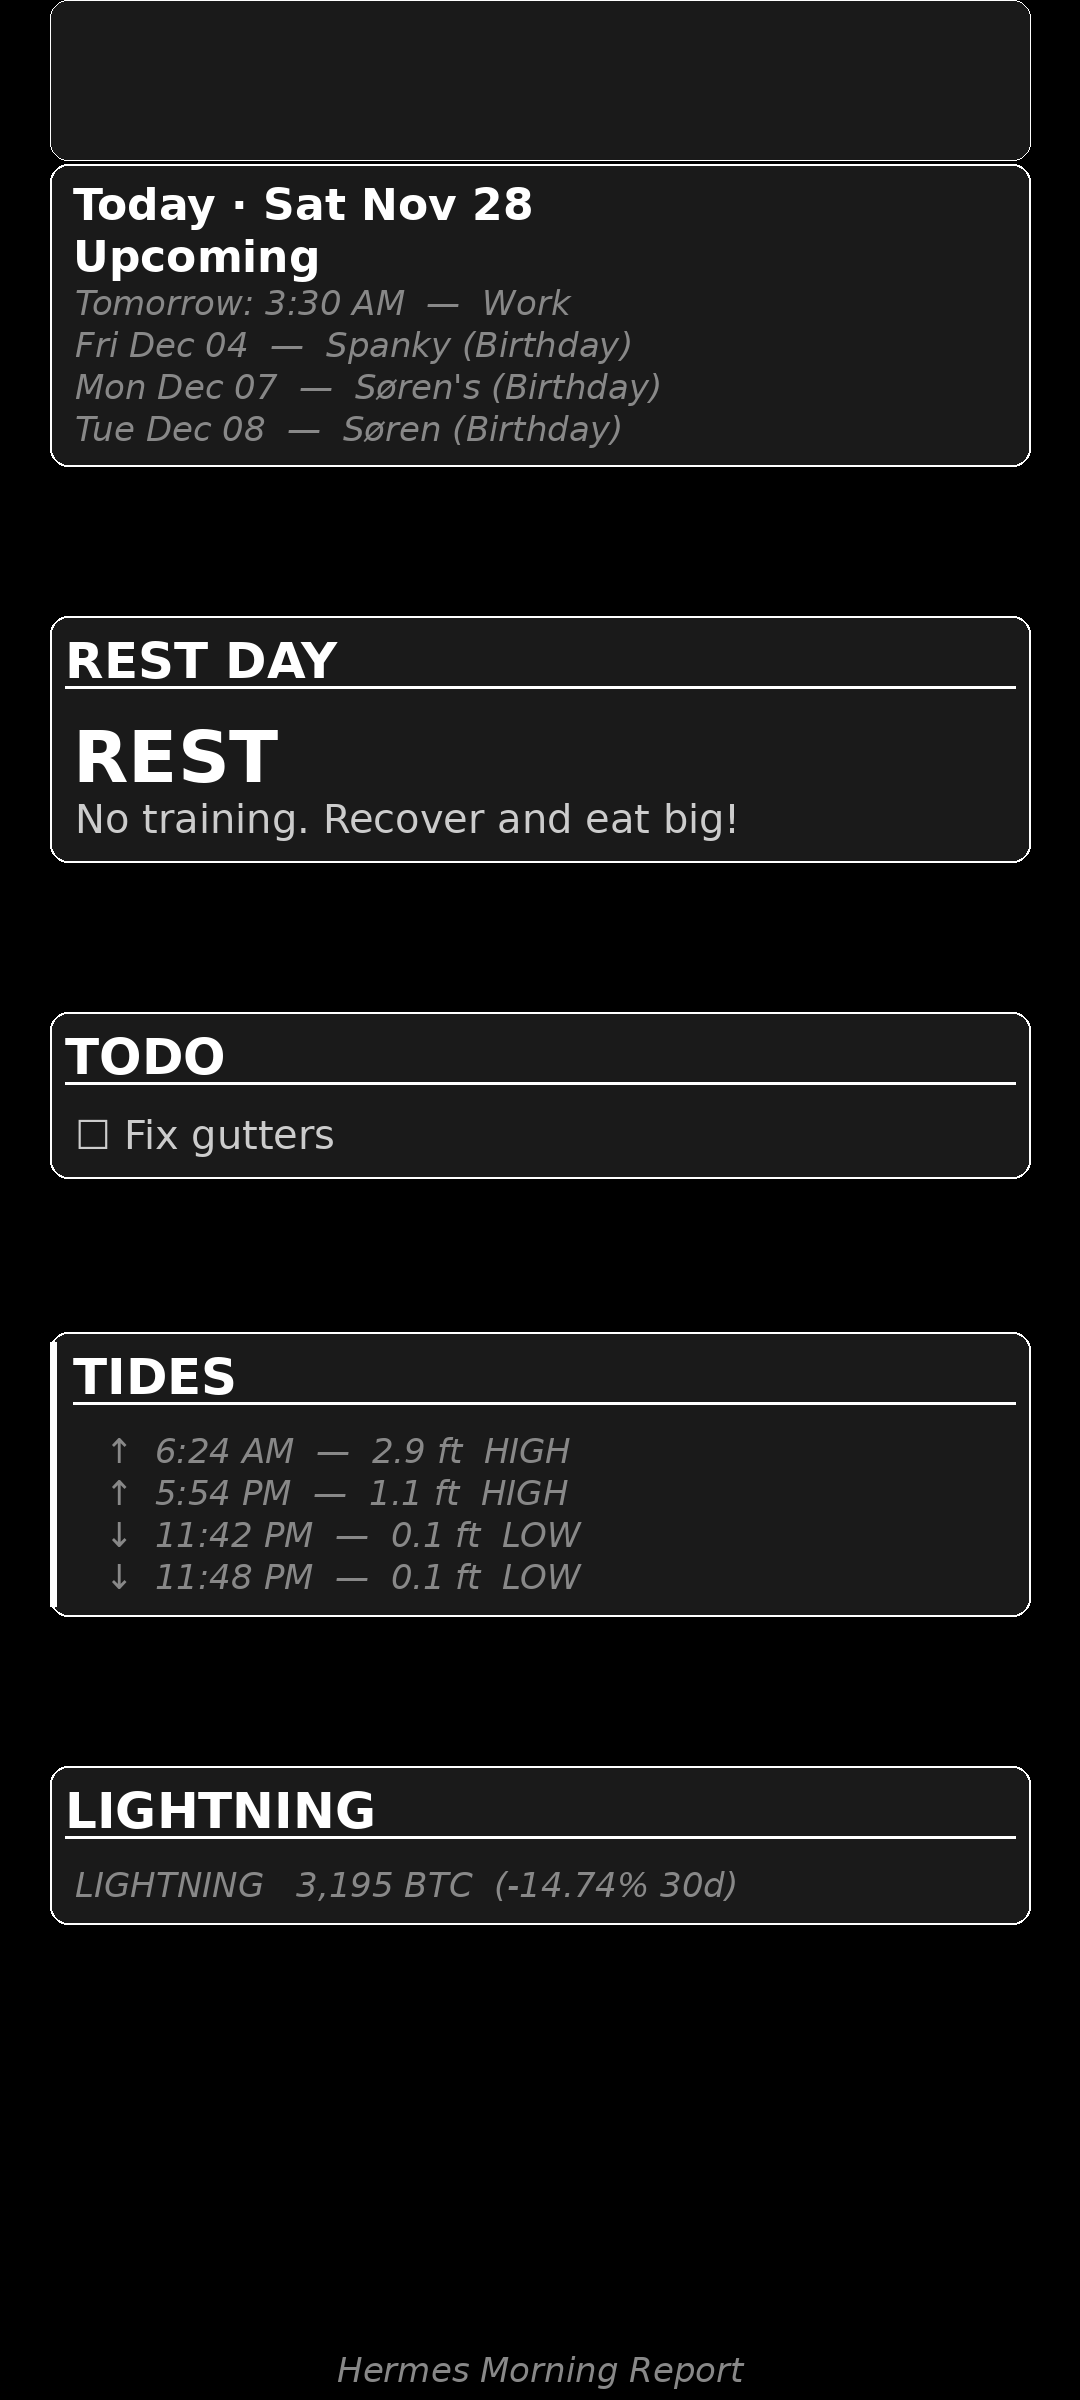 Today · Sat Nov 28
Upcoming
Tomorrow: 3:30 AM  —  Work
Fri Dec 04  —  Spanky (Birthday)
Mon Dec 07  —  Søren's (Birthday)
Tue Dec 08  —  Søren (Birthday)
REST DAY
REST
No training. Recover and eat big!
TODO
☐ Fix gutters
TIDES
↑  6:24 AM  —  2.9 ft  HIGH
↑  5:54 PM  —  1.1 ft  HIGH
↓  11:42 PM  —  0.1 ft  LOW
↓  11:48 PM  —  0.1 ft  LOW
LIGHTNING
LIGHTNING   3,195 BTC  (-14.74% 30d)
Hermes Morning Report